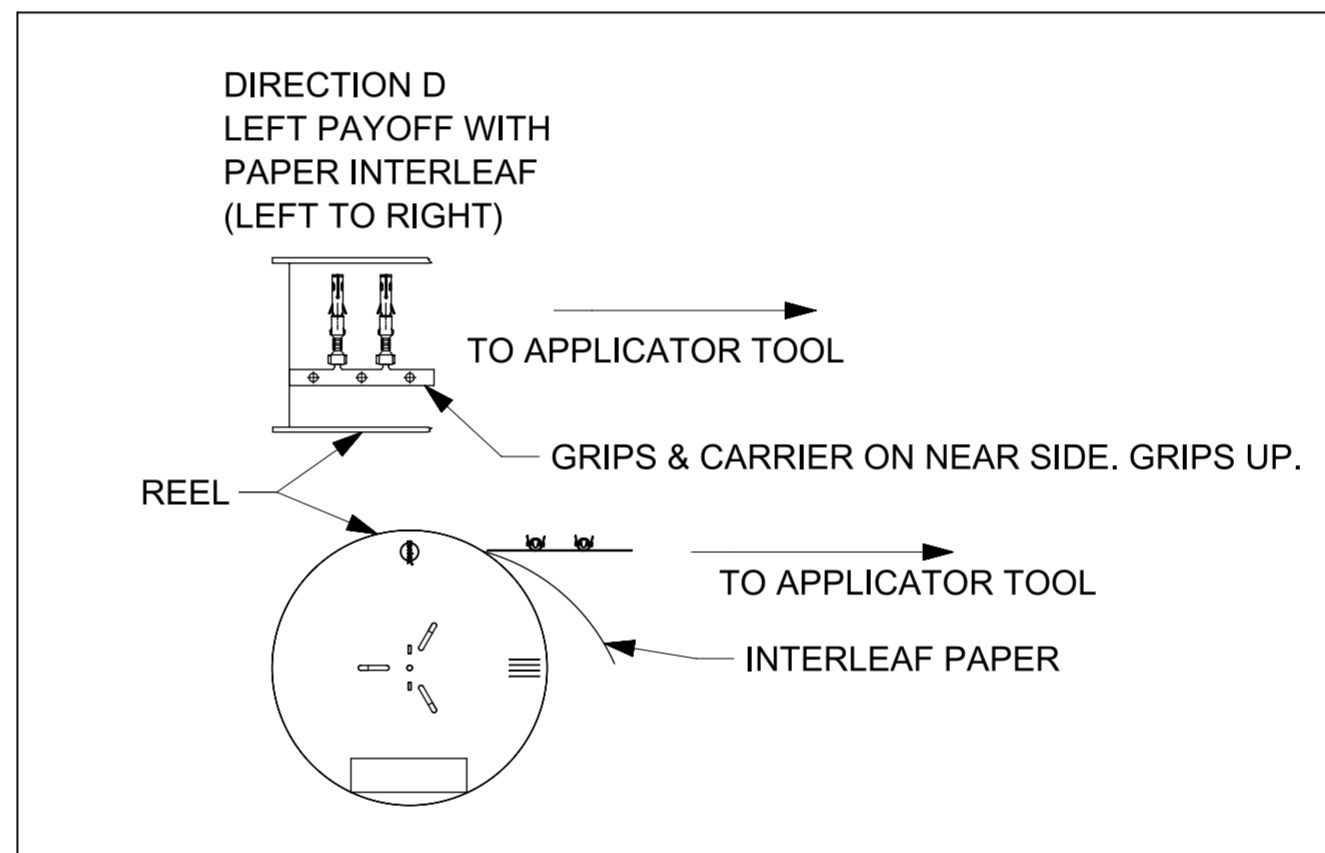 DIRECTION D
LEFT PAYOFF WITH
PAPER INTERLEAF
(LEFT TO RIGHT)
TO APPLICATOR TOOL
GRIPS & CARRIER ON NEAR SIDE. GRIPS UP.
REEL
TO APPLICATOR TOOL
INTERLEAF PAPER